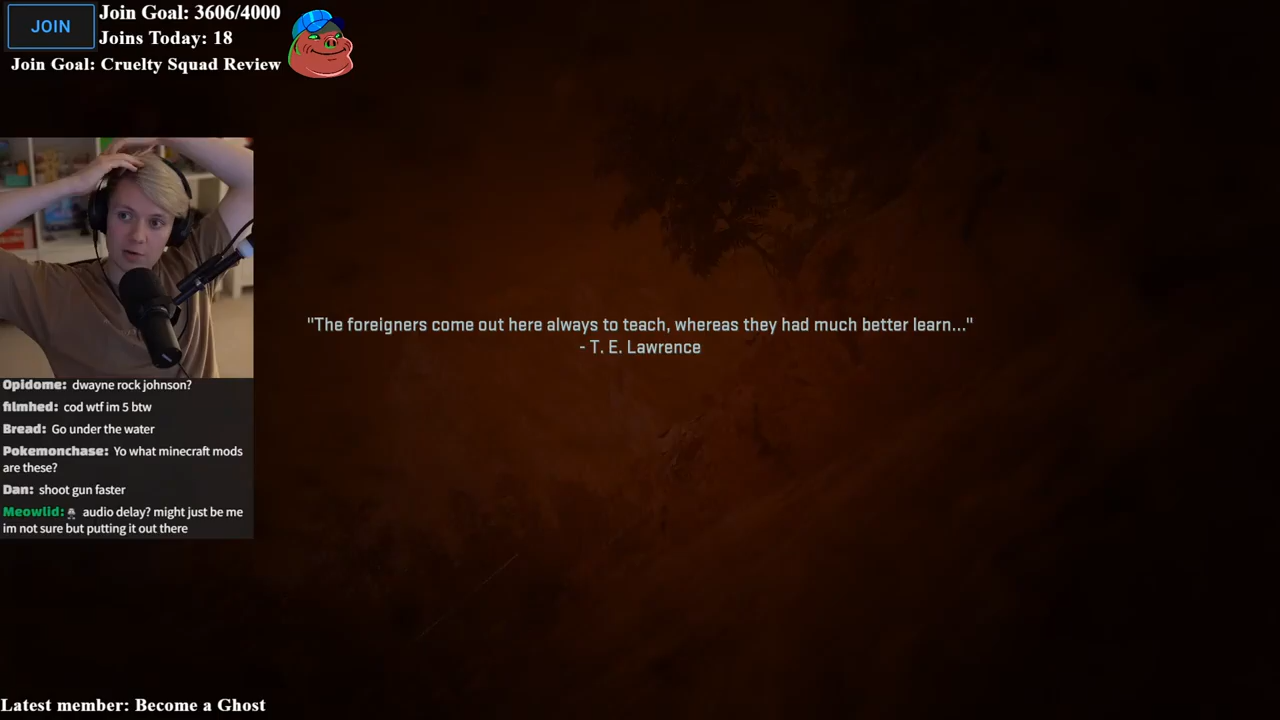 JOIN
Join Goal: 3606/4000
Joins Today: 18
Join Goal: Cruelty Squad Review
"The foreigners come out here always to teach, whereas they had much better learn..."
- T. E. Lawrence
Opidome: dwayne rock johnson?
filmhed: cod wtf im 5 btw
Bread: Go under the water
Pokemonchase: Yo what minecraft mods
are these?
Dan: shoot gun faster
Meowlid: audio delay? might just be me
im not sure but putting it out there
Latest member: Become a Ghost